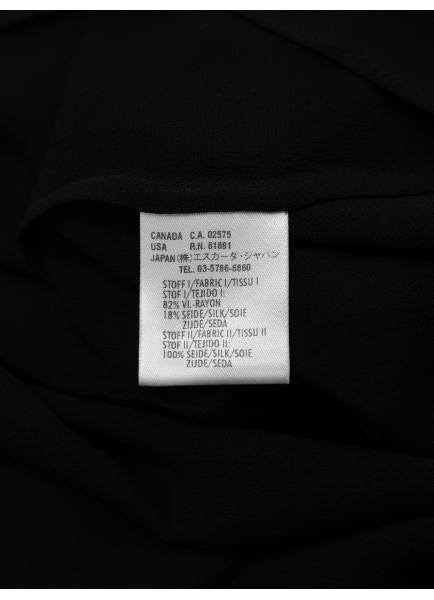 CANADA C.A. 02575
USA R.N. 61891
JAPAN(株)エスカーダ・ジャパン
TEL. 03-5786-6860
STOFF I/FABRIC I/TISSU I
STOF I/TEJIDO I:
82% VI.-RAYON
18% SEIDE/SILK/SOIE
ZIJDE/SEDA
STOFF II/FABRIC II/TISSU II
STOF II/TEJIDO II:
100% SEIDE/SILK/SOIE
ZIJDE/SEDA